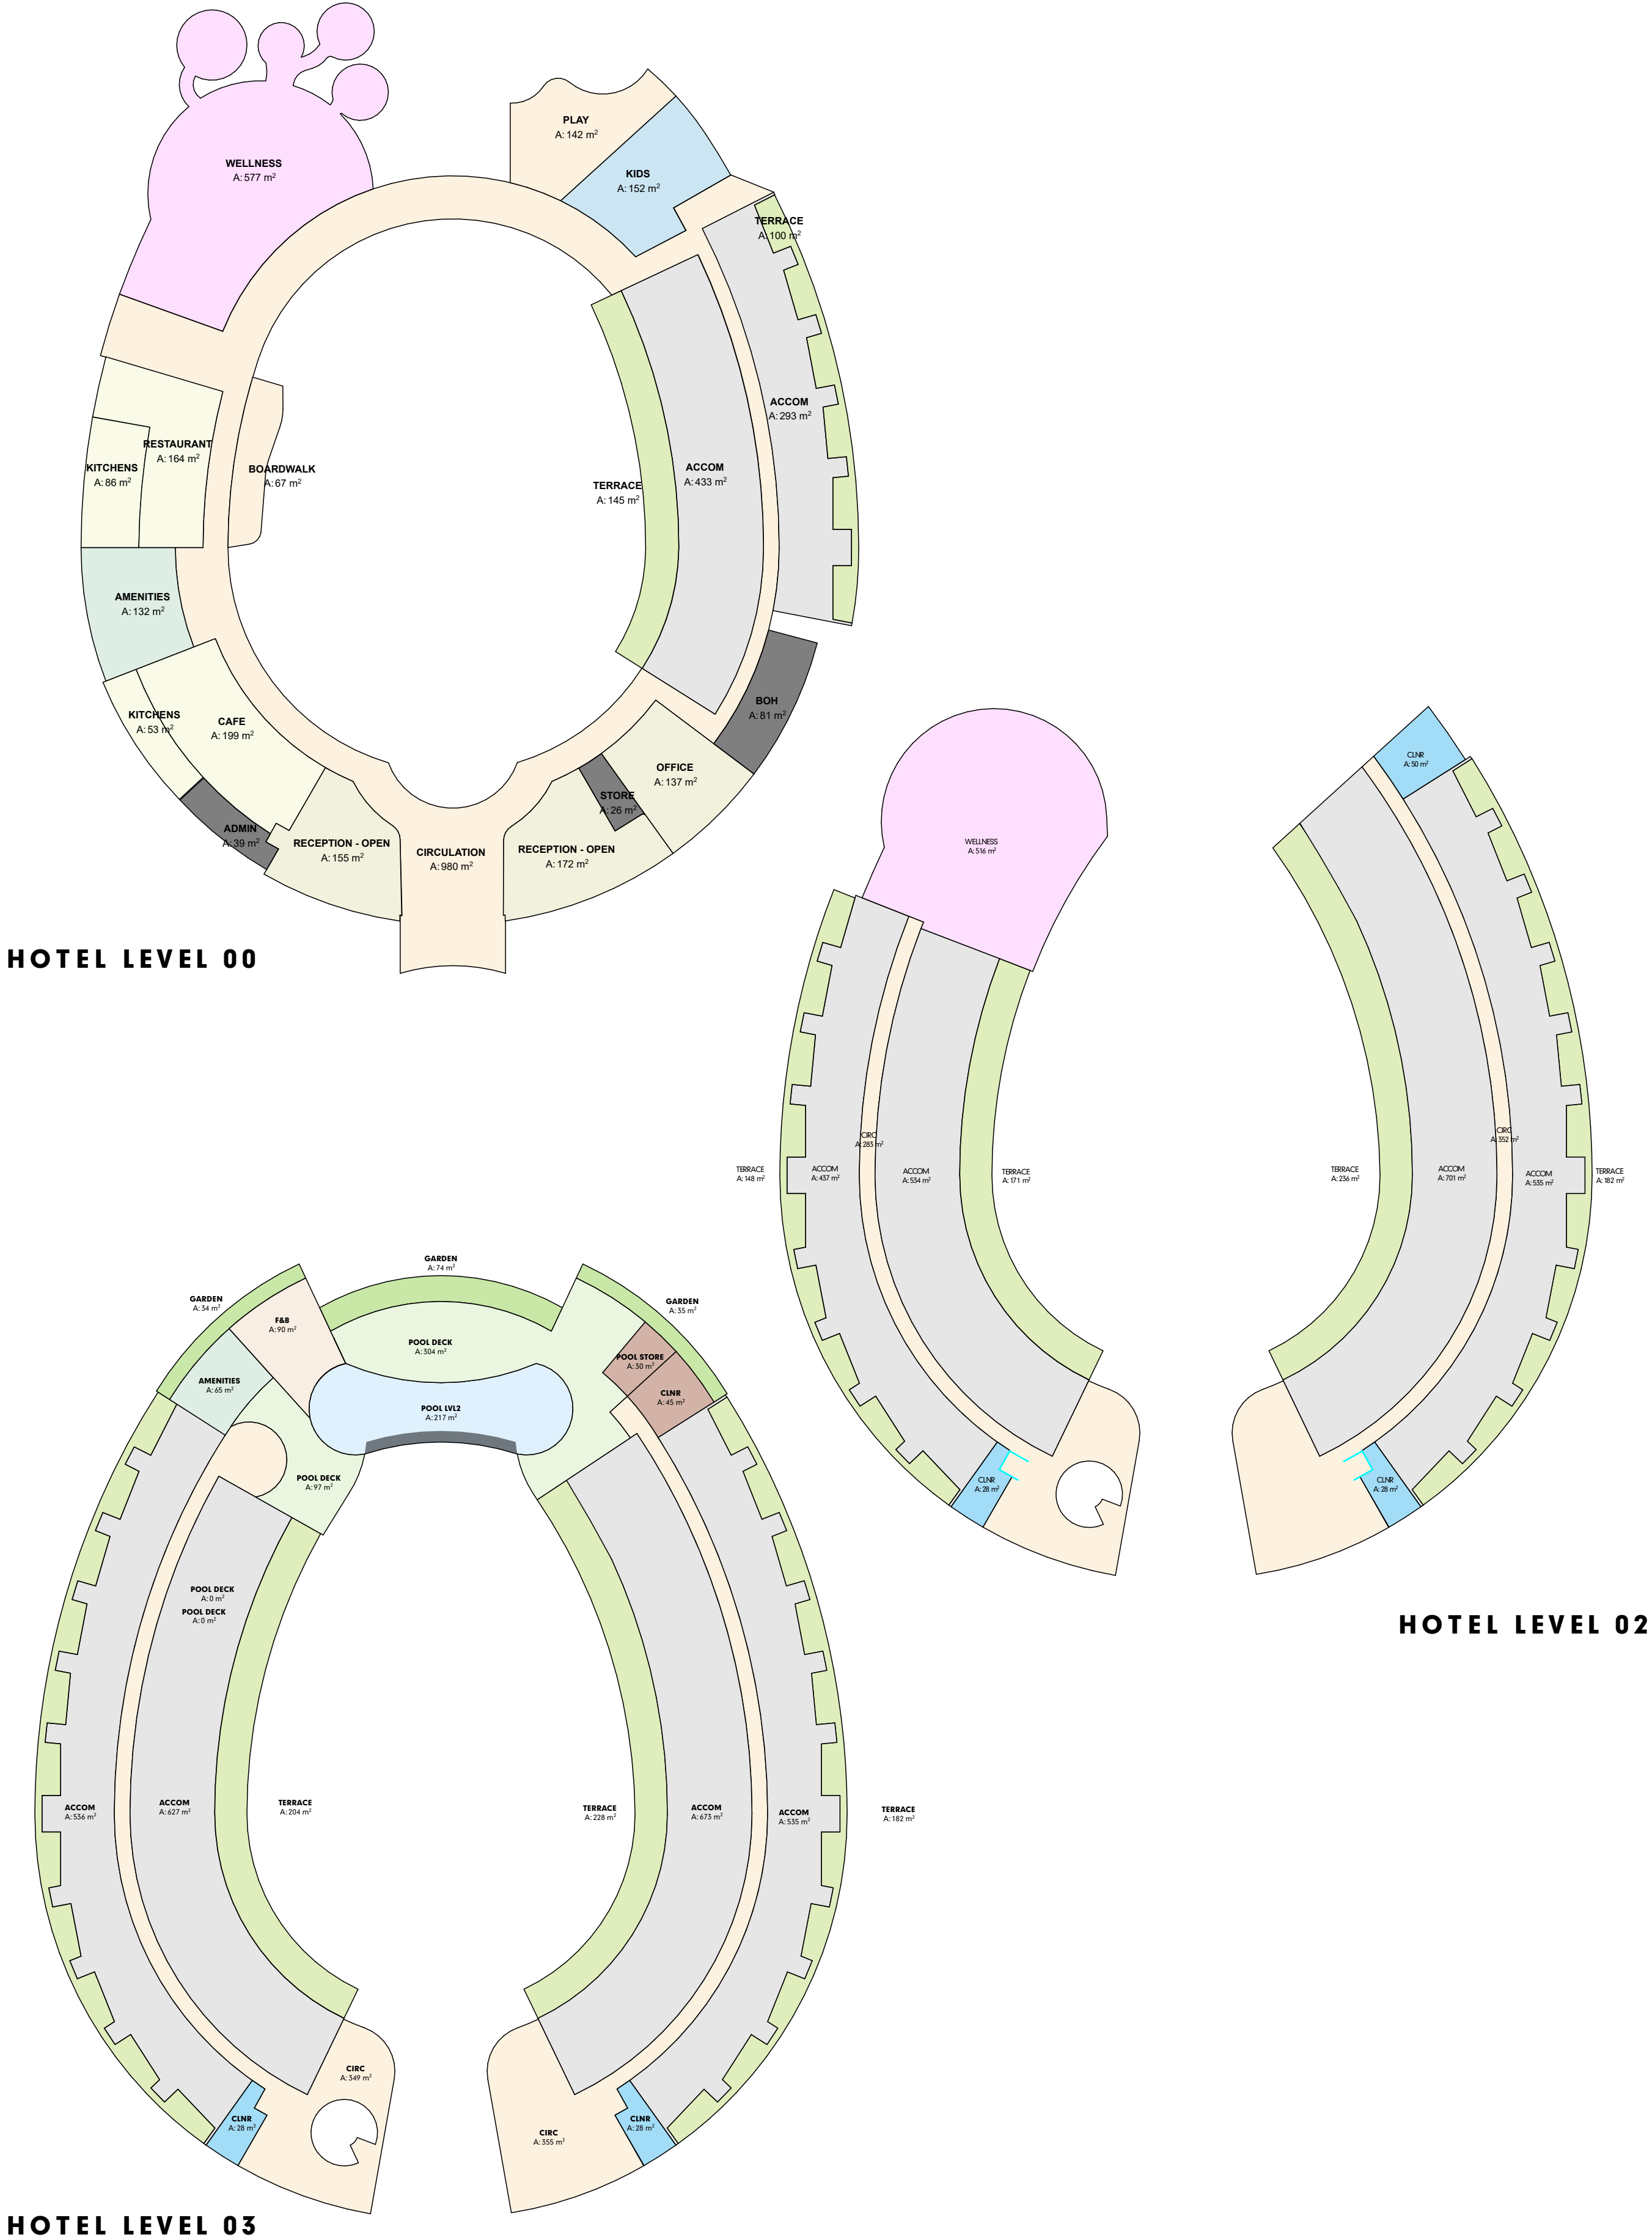 PLAY
A: 142 m²
WELLNESS
A: 577 m²
KIDS
A: 152 m²
TERRACE
A: 100 m²
ACCOM
A: 293 m²
RESTAURANT
A: 164 m²
KITCHENS
A: 86 m²
BOARDWALK
A: 67 m²
TERRACE
A: 145 m²
ACCOM
A: 433 m²
AMENITIES
A: 132 m²
KITCHENS
A: 53 m²
CAFE
A: 199 m²
BOH
A: 81 m²
OFFICE
A: 137 m²
STORE
A: 26 m²
ADMIN
A: 39 m²
RECEPTION - OPEN
A: 155 m²
CIRCULATION
A: 980 m²
RECEPTION - OPEN
A: 172 m²
HOTEL LEVEL 00
CLNR
A: 50 m²
WELLNESS
A: 516 m²
CIRC
A: 283 m²
CIRC
A: 352 m²
TERRACE
A: 148 m²
ACCOM
A: 437 m²
ACCOM
A: 534 m²
TERRACE
A: 171 m²
TERRACE
A: 236 m²
ACCOM
A: 701 m²
ACCOM
A: 535 m²
TERRACE
A: 182 m²
CLNR
A: 28 m²
CLNR
A: 28 m²
HOTEL LEVEL 02
GARDEN
A: 74 m²
GARDEN
A: 34 m²
GARDEN
A: 35 m²
F&B
A: 90 m²
POOL DECK
A: 304 m²
POOL STORE
A: 30 m²
AMENITIES
A: 65 m²
CLNR
A: 45 m²
POOL LVL2
A: 217 m²
POOL DECK
A: 97 m²
POOL DECK
A: 0 m²
POOL DECK
A: 0 m²
ACCOM
A: 536 m²
ACCOM
A: 627 m²
TERRACE
A: 204 m²
TERRACE
A: 228 m²
ACCOM
A: 673 m²
ACCOM
A: 535 m²
TERRACE
A: 182 m²
CIRC
A: 349 m²
CLNR
A: 28 m²
CLNR
A: 28 m²
CIRC
A: 355 m²
HOTEL LEVEL 03